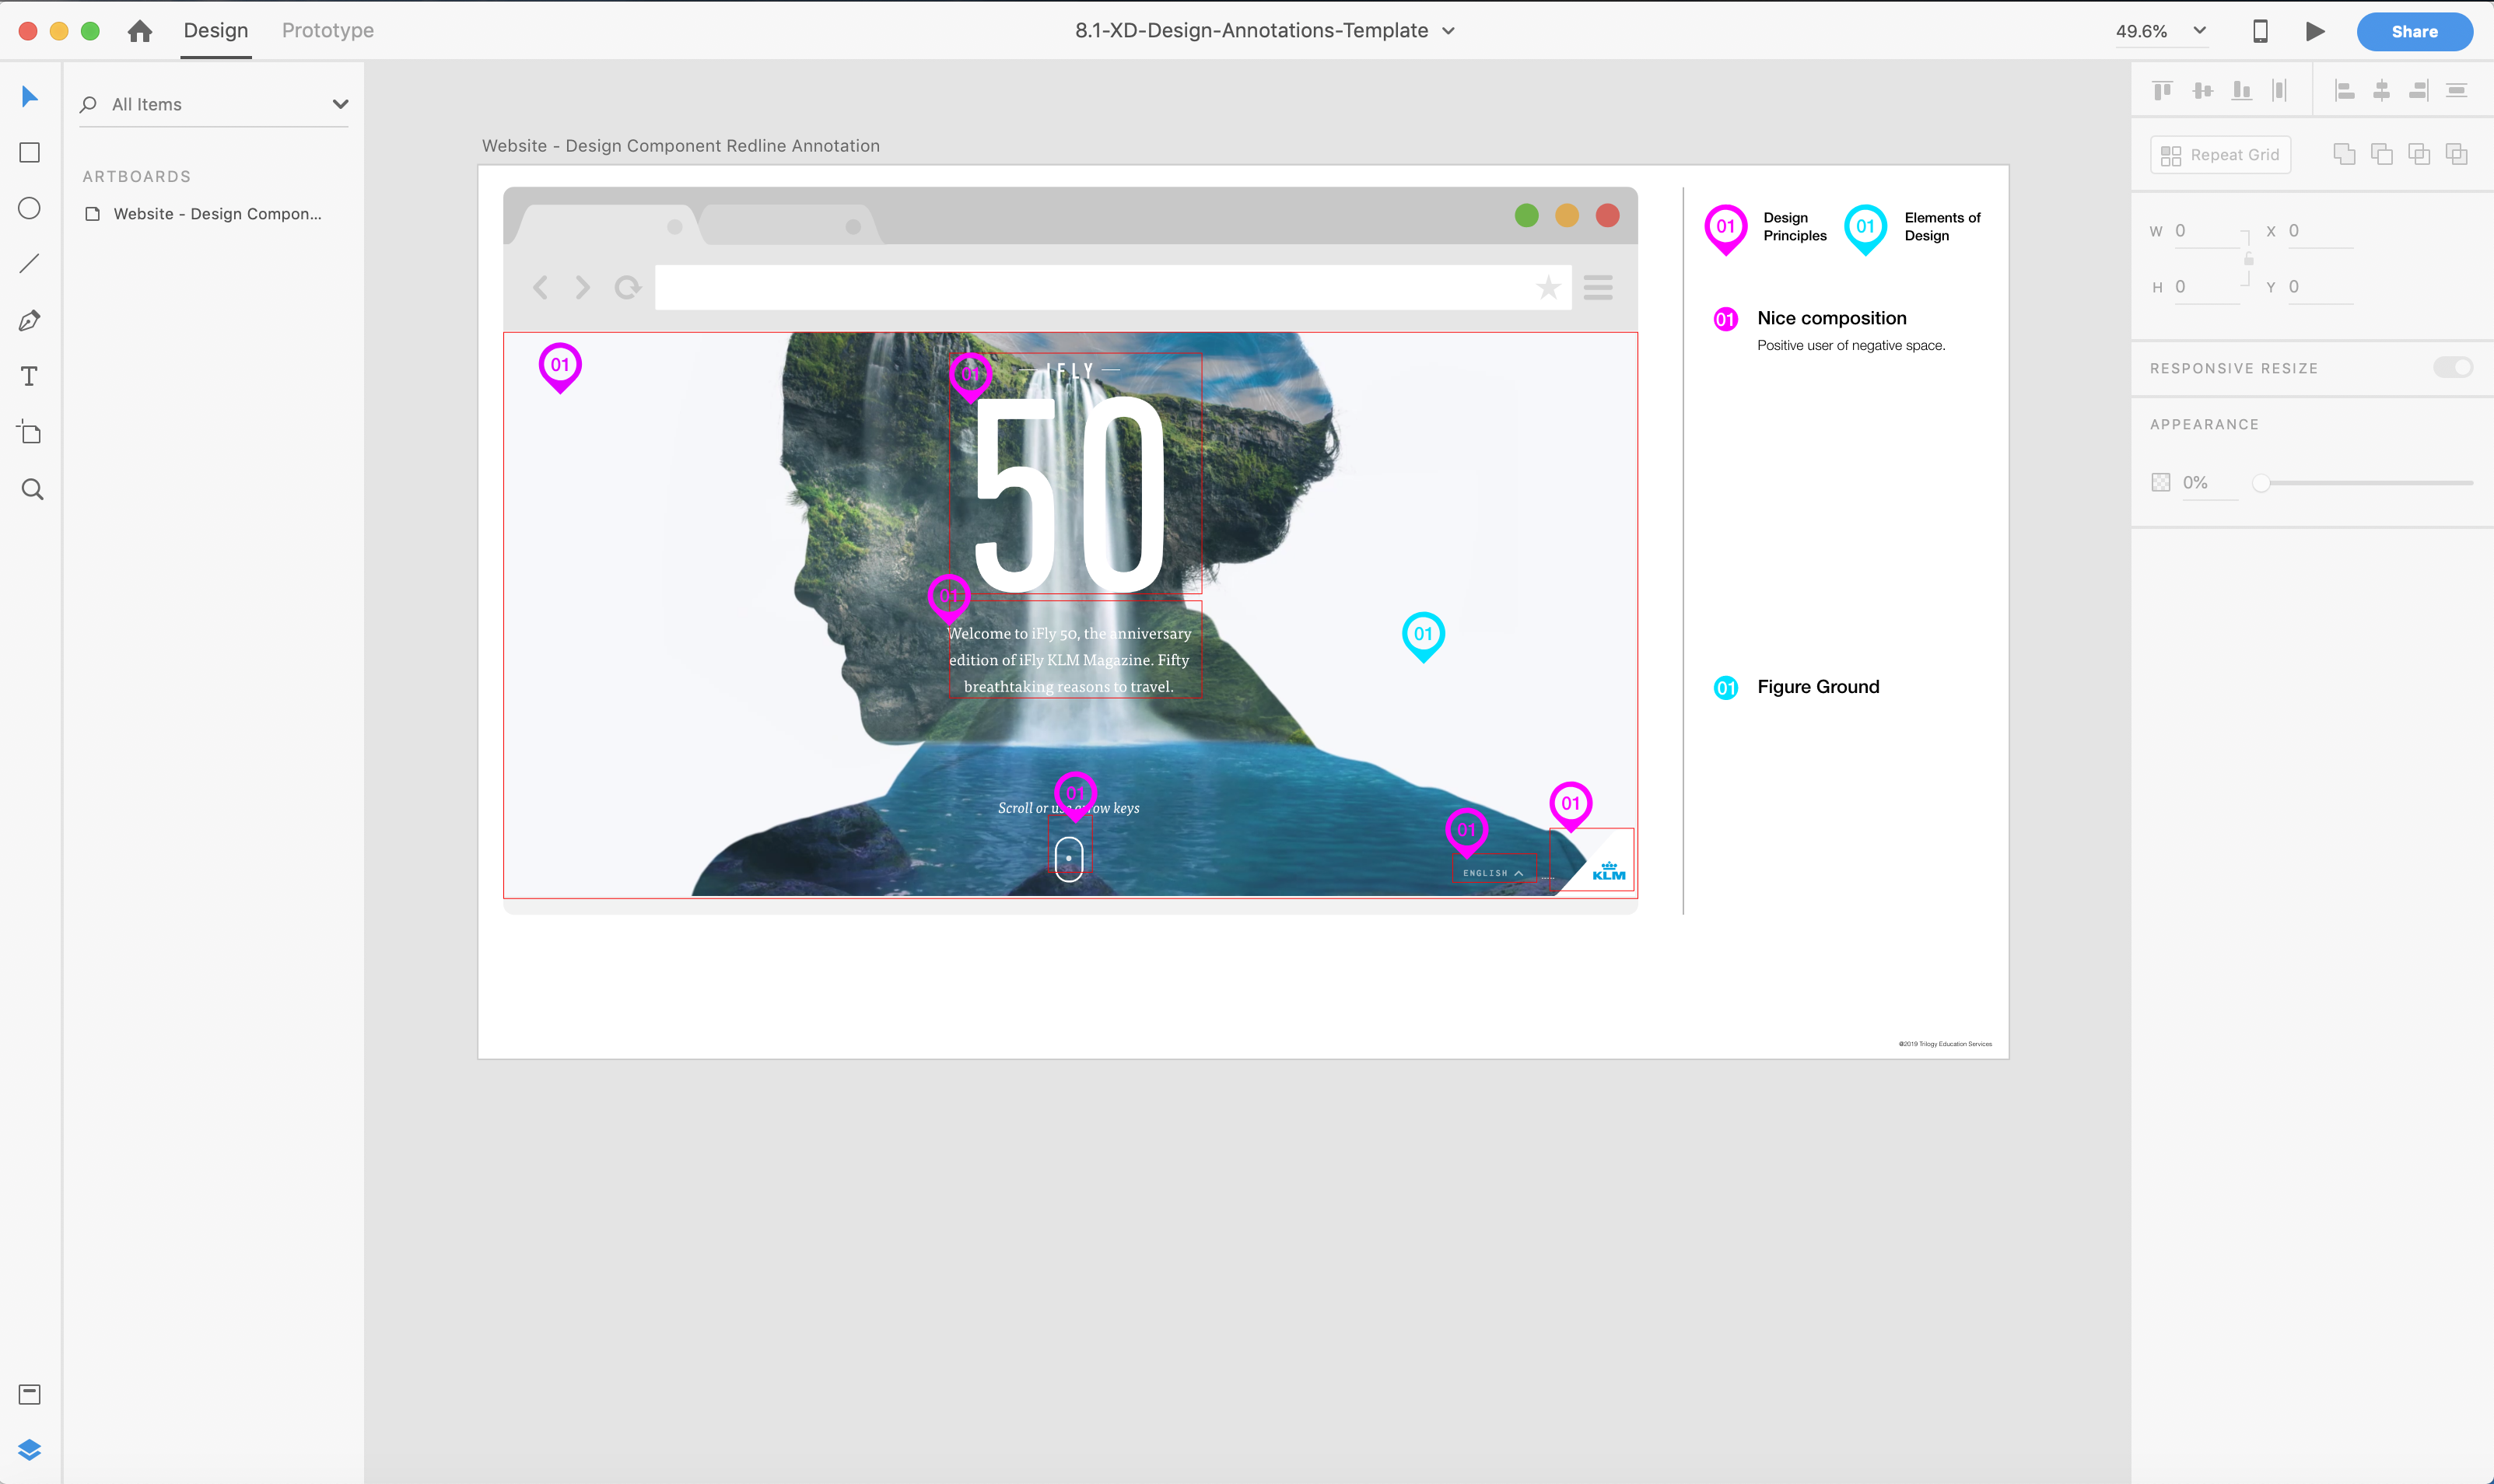 Design
Prototype
8.1-XD-Design-Annotations-Template
49.6%
Share
All Items
ARTBOARDS
Website - Design Compon...
Website - Design Component Redline Annotation
01
01
IFLY
50
01
Welcome to iFly 50, the anniversary
edition of iFly KLM Magazine. Fifty
breathtaking reasons to travel.
01
01
Scroll or use arrow keys
01
01
ENGLISH
KLM
01
Design
Principles
01
Elements of
Design
01
Nice composition
Positive user of negative space.
01
Figure Ground
©2019 Trilogy Education Services
Repeat Grid
W 0
X 0
H 0
Y 0
RESPONSIVE RESIZE
APPEARANCE
0%